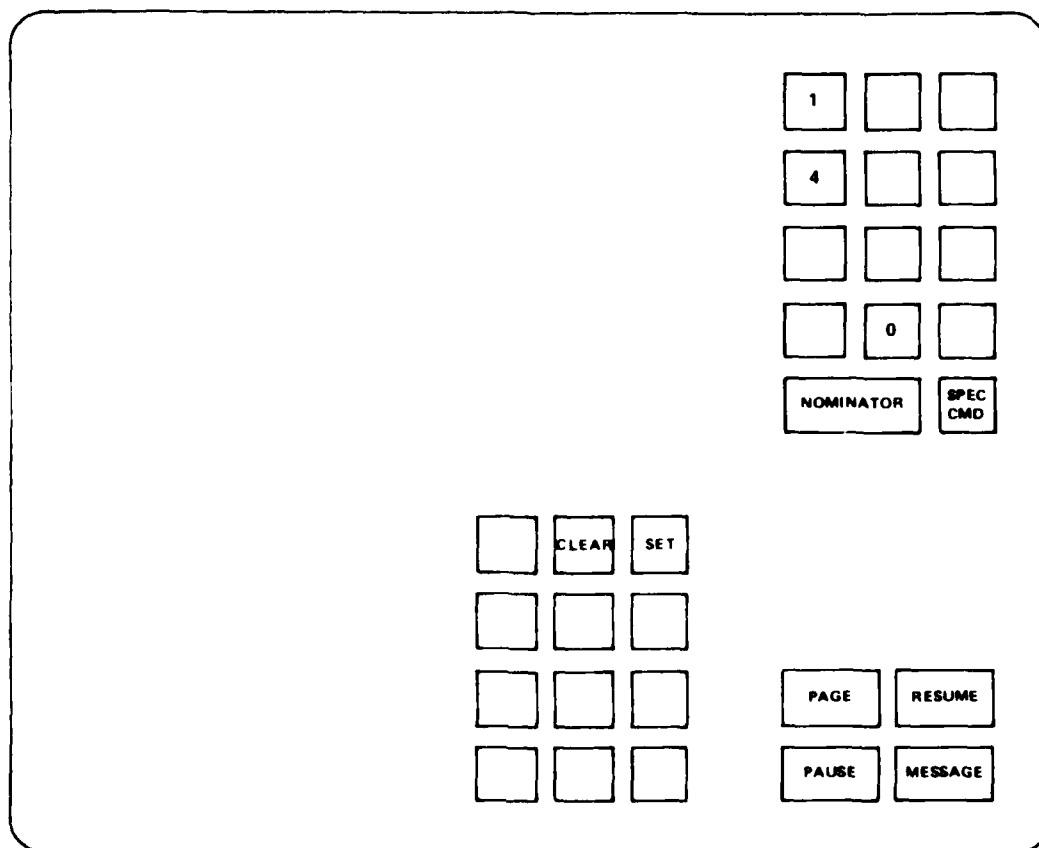 1
4
0
NOMINATOR
SPEC
CMD
CLEAR SET
PAGE RESUME
PAUSE MESSAGE